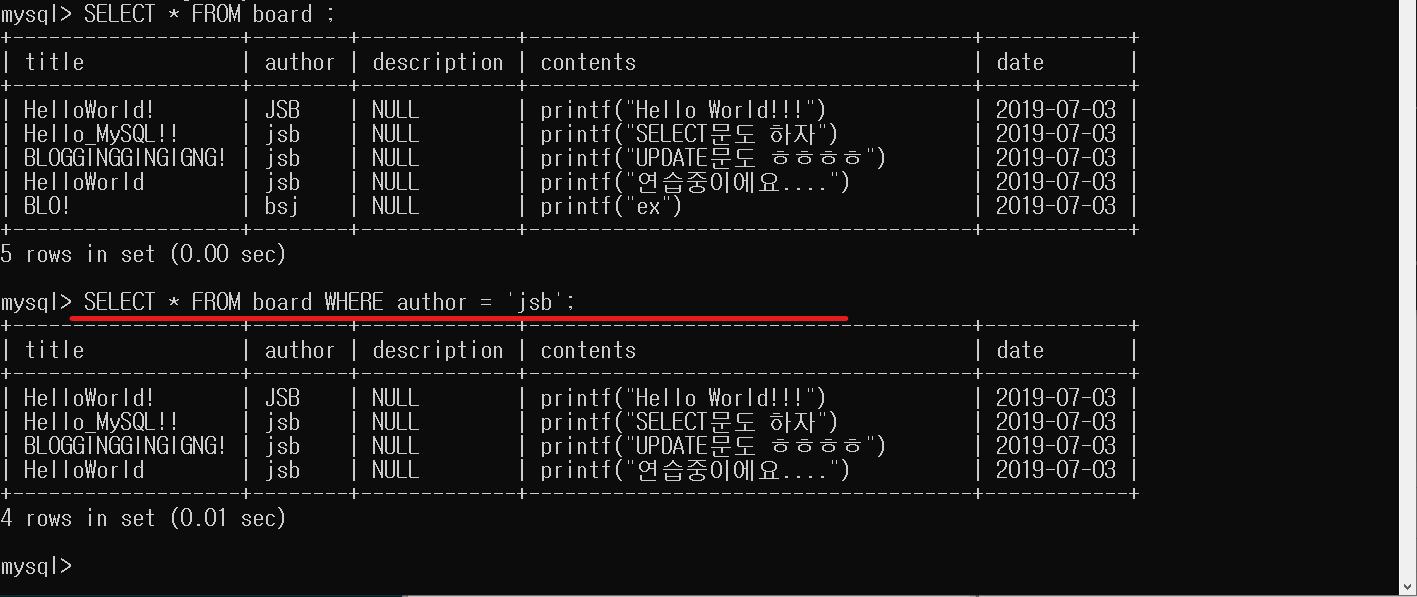 mysql> SELECT * FROM board ;
+-------------------+--------+-------------+-------------------------------------+------------+
| title             | author | description | contents                            | date       |
+-------------------+--------+-------------+-------------------------------------+------------+
| HelloWorld!       | JSB    | NULL        | printf("Hello World!!!")            | 2019-07-03 |
| Hello_MySQL!!     | jsb    | NULL        | printf("SELECT문도 하자")           | 2019-07-03 |
| BLOGGINGGINGIGNG! | jsb    | NULL        | printf("UPDATE문도 ㅎㅎㅎㅎ")       | 2019-07-03 |
| HelloWorld        | jsb    | NULL        | printf("연습중이에요....")          | 2019-07-03 |
| BLO!              | bsj    | NULL        | printf("ex")                        | 2019-07-03 |
+-------------------+--------+-------------+-------------------------------------+------------+
5 rows in set (0.00 sec)
mysql> SELECT * FROM board WHERE author = 'jsb';
+-------------------+--------+-------------+-------------------------------------+------------+
| title             | author | description | contents                            | date       |
+-------------------+--------+-------------+-------------------------------------+------------+
| HelloWorld!       | JSB    | NULL        | printf("Hello World!!!")            | 2019-07-03 |
| Hello_MySQL!!     | jsb    | NULL        | printf("SELECT문도 하자")           | 2019-07-03 |
| BLOGGINGGINGIGNG! | jsb    | NULL        | printf("UPDATE문도 ㅎㅎㅎㅎ")       | 2019-07-03 |
| HelloWorld        | jsb    | NULL        | printf("연습중이에요....")          | 2019-07-03 |
+-------------------+--------+-------------+-------------------------------------+------------+
4 rows in set (0.01 sec)
mysql>